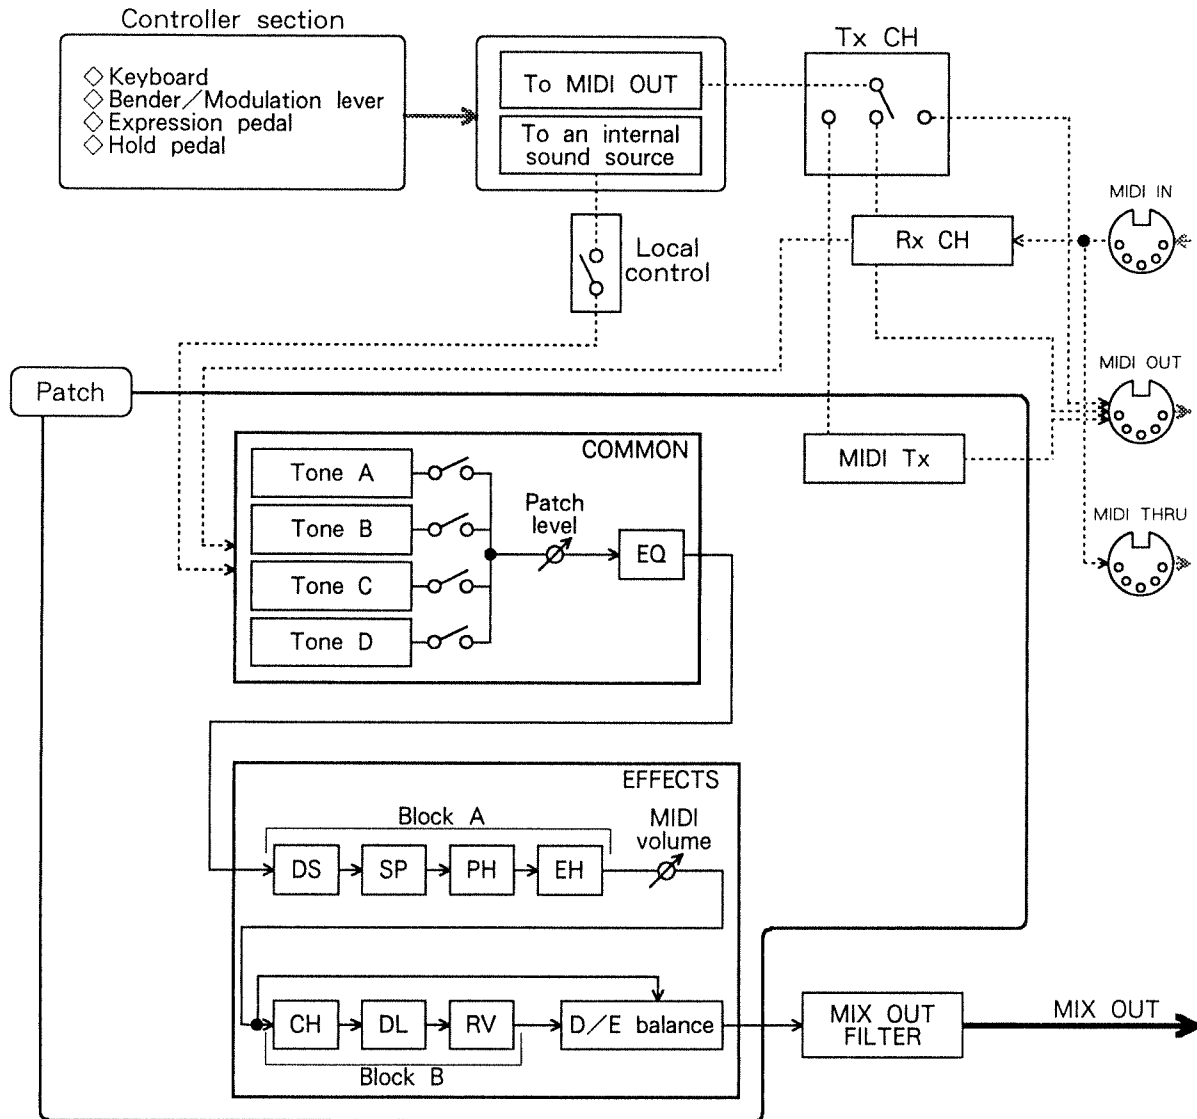 Controller section
◇ Keyboard
◇ Bender/Modulation lever
◇ Expression pedal
◇ Hold pedal
To MIDI OUT
To an internal
sound source
Tx CH
MIDI IN
Rx CH
Local
control
MIDI OUT
Patch
COMMON
MIDI Tx
Tone A
Tone B
Tone C
Tone D
Patch
level
EQ
MIDI THRU
EFFECTS
Block A
MIDI
volume
DS
SP
PH
EH
CH
DL
RV
D/E balance
Block B
MIX OUT
FILTER
MIX OUT